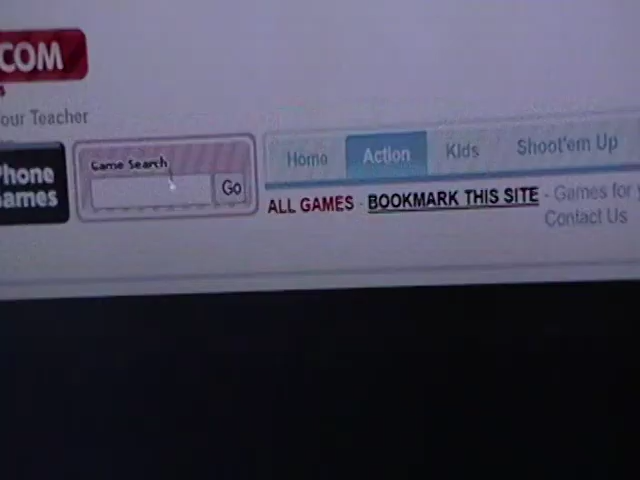 COM
our Teacher
Phone
ames
Game Search
Go
Home Action Kids Shoot'em Up
ALL GAMES - BOOKMARK THIS SITE - Games for
Contact Us